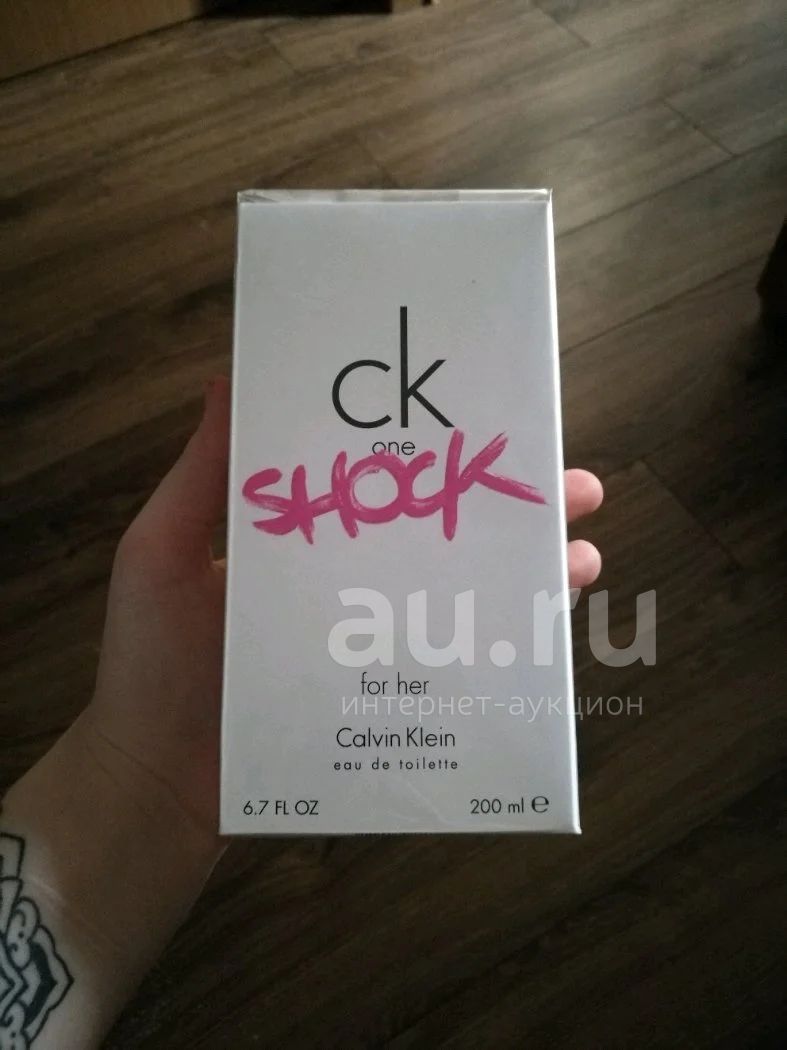 ck
one
SHOCK
au.ru
for her
интернет-аукцион
Calvin Klein
eau de toilette
6.7 FL OZ 200 ml e